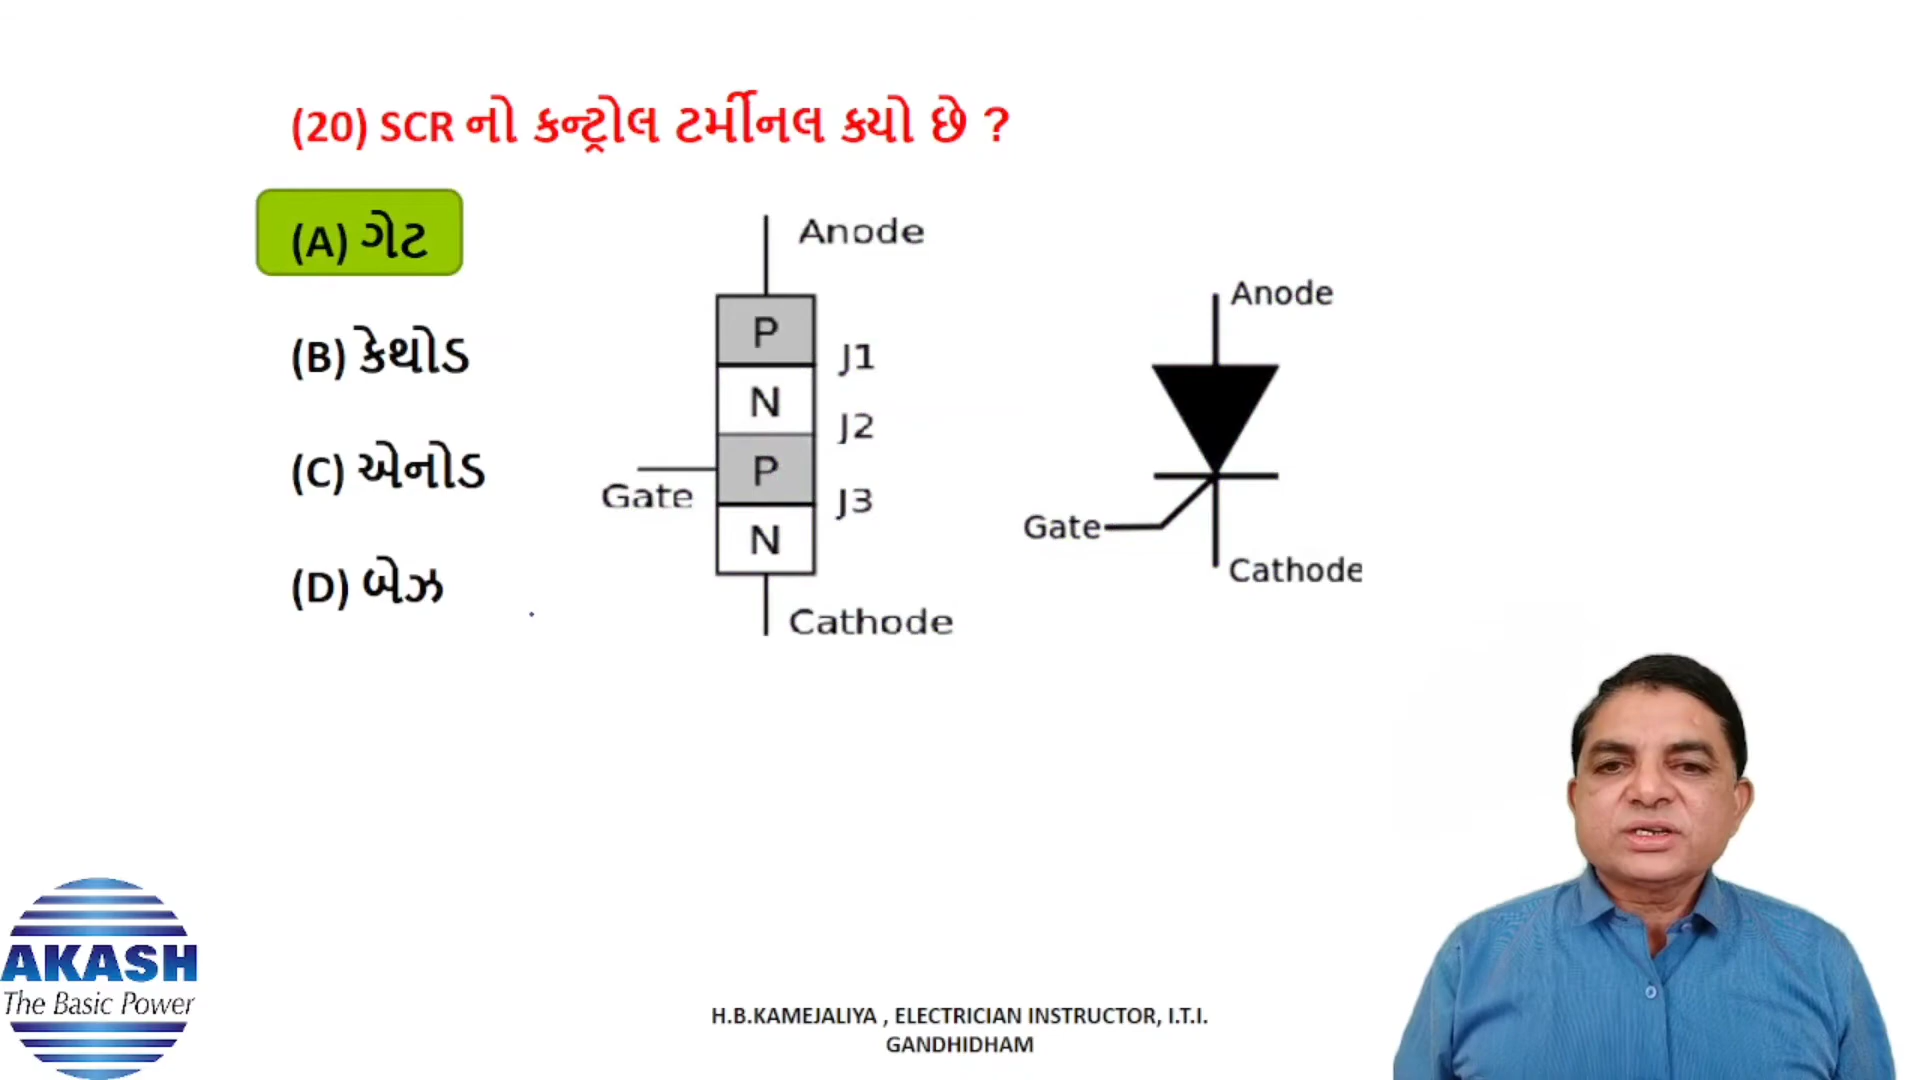 (20) SCR નો કન્ટ્રોલ ટર્મીનલ ક્યો છે ?
(A) ગેટ
(B) કેથોડ
(C) એનોડ
(D) બેઝ
Anode
P
J1
N
J2
P
Gate
J3
N
Cathode
Anode
Gate
Cathode
AKASH
The Basic Power
H.B.KAMEJALIYA , ELECTRICIAN INSTRUCTOR, I.T.I.
GANDHIDHAM